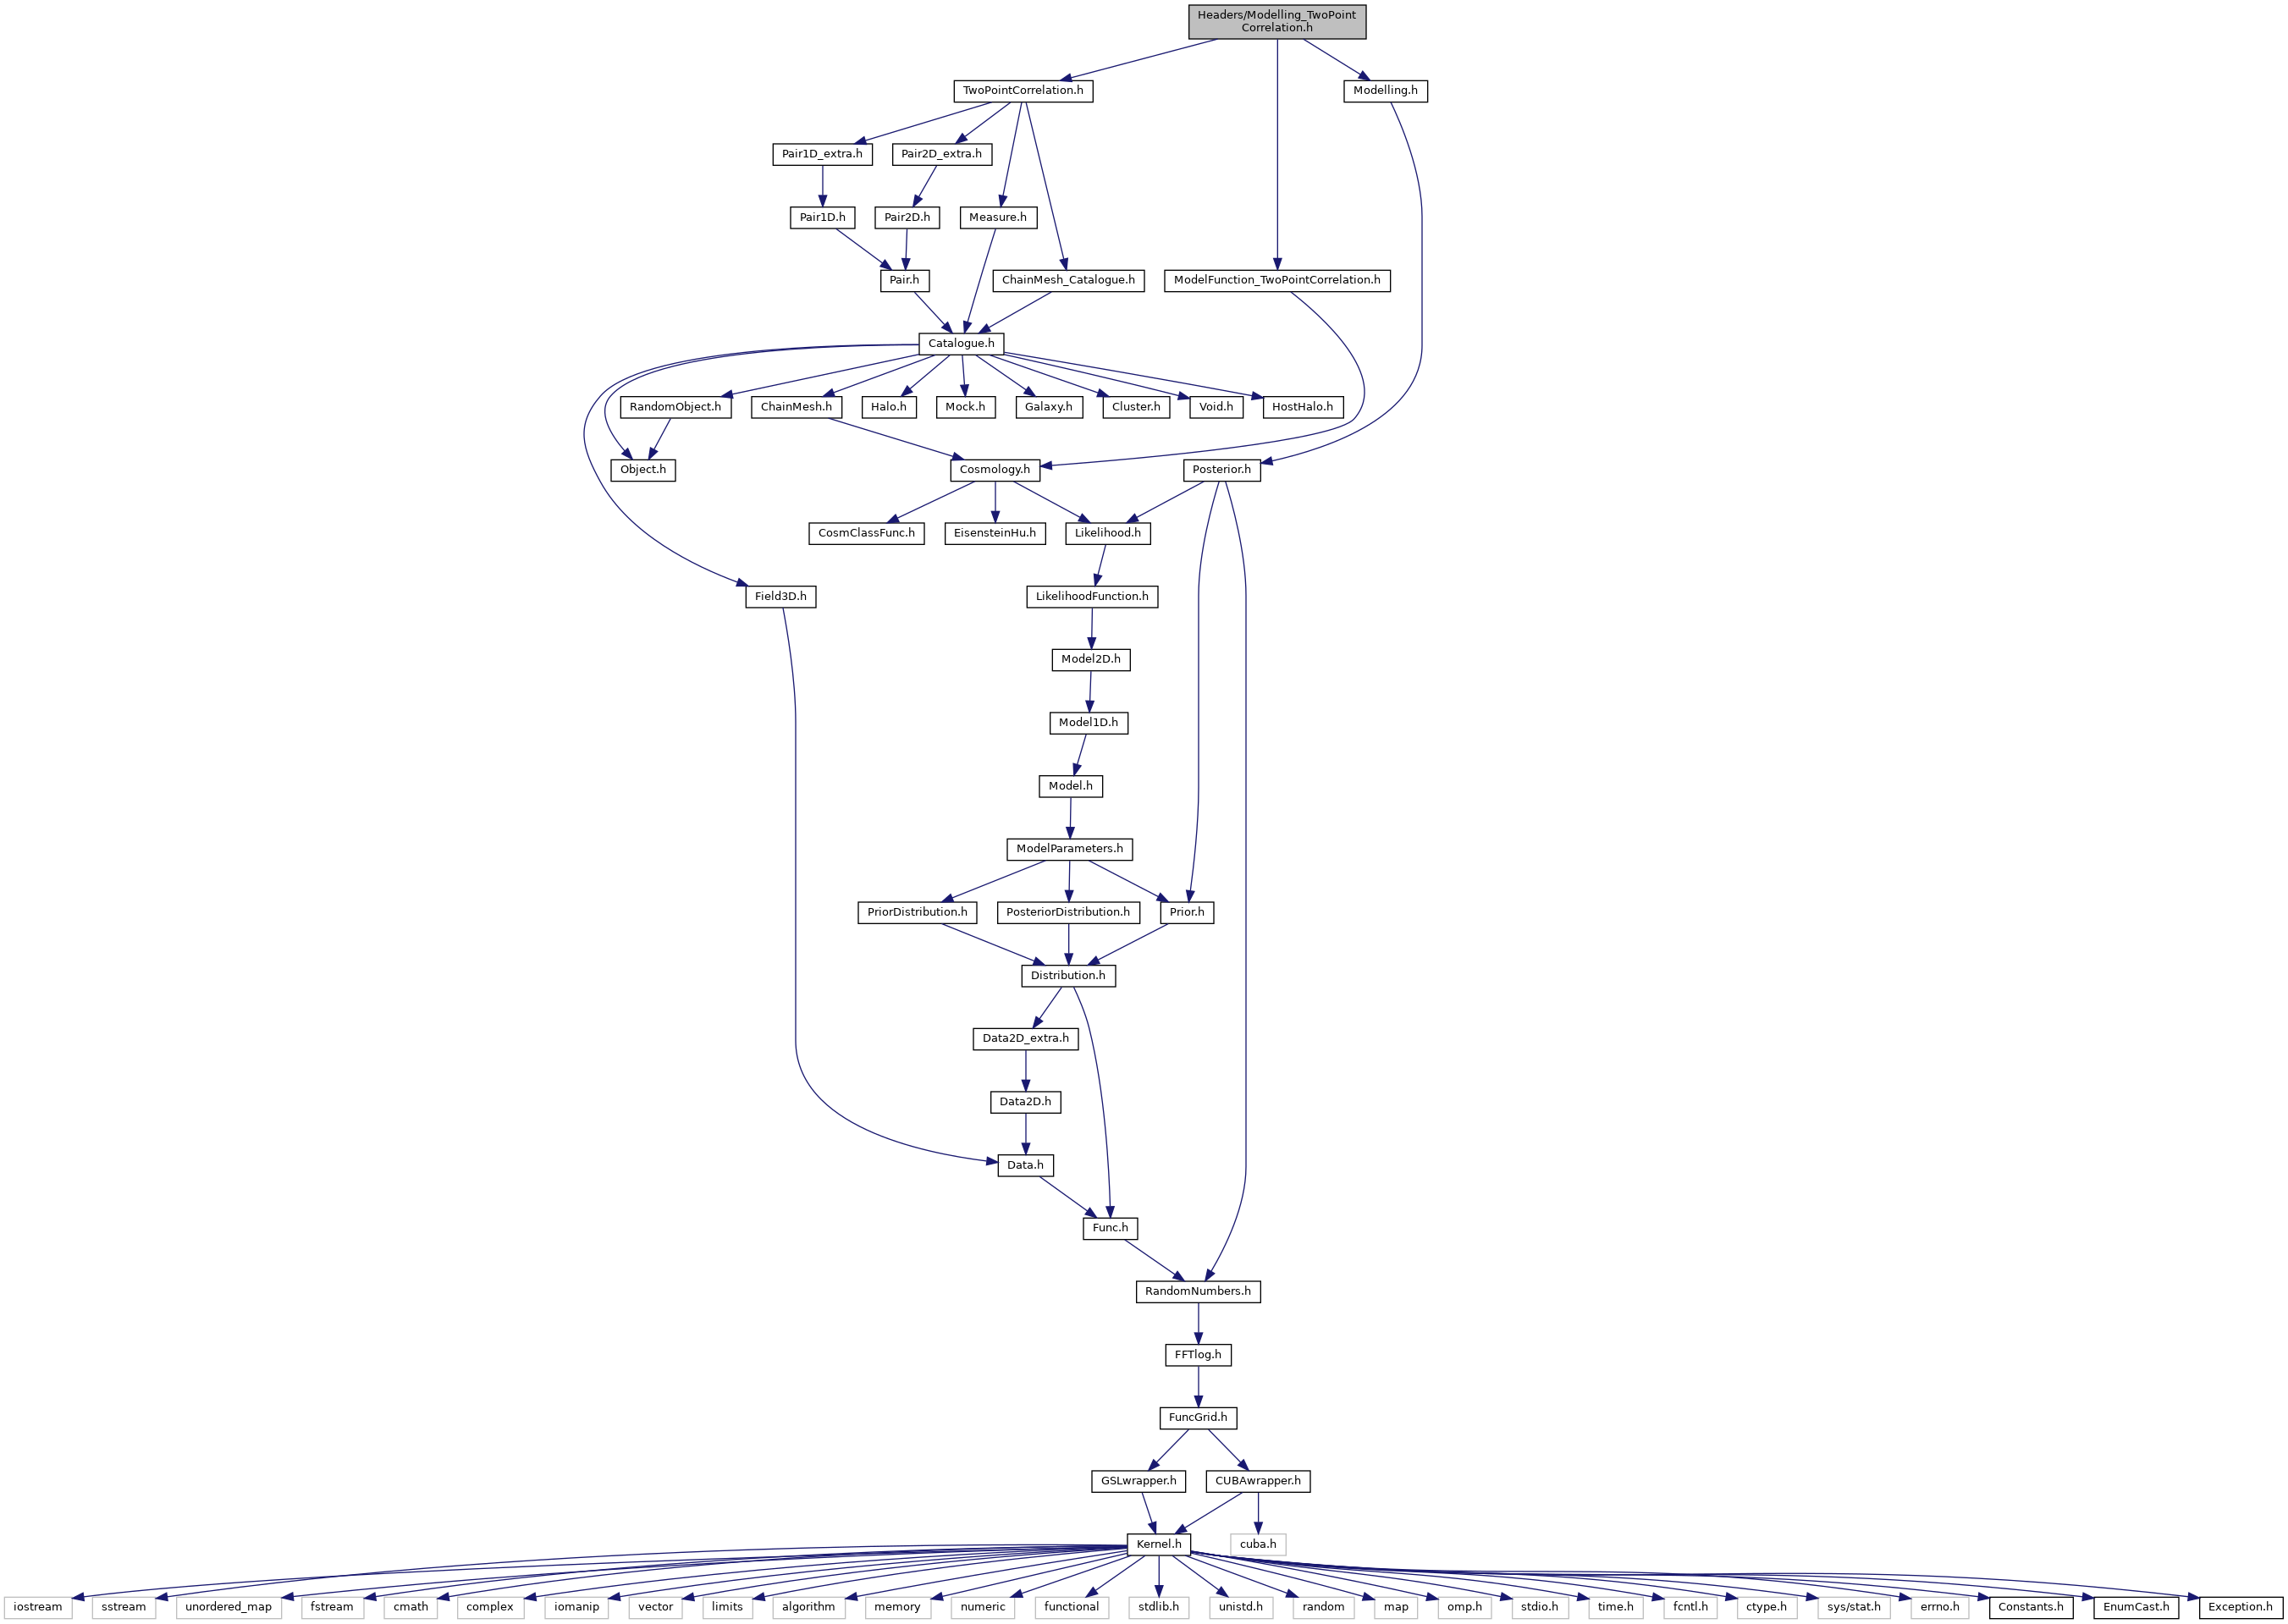 Headers/Modelling_TwoPoint
Correlation.h
TwoPointCorrelation.h
Modelling.h
Pair1D_extra.h
Pair2D_extra.h
Pair1D.h
Pair2D.h
Measure.h
Pair.h
ChainMesh_Catalogue.h
ModelFunction_TwoPointCorrelation.h
Catalogue.h
RandomObject.h
ChainMesh.h
Halo.h
Mock.h
Galaxy.h
Cluster.h
Void.h
HostHalo.h
Object.h
Cosmology.h
Posterior.h
CosmClassFunc.h
EisensteinHu.h
Likelihood.h
Field3D.h
LikelihoodFunction.h
Model2D.h
Model1D.h
Model.h
ModelParameters.h
PriorDistribution.h
PosteriorDistribution.h
Prior.h
Distribution.h
Data2D_extra.h
Data2D.h
Data.h
Func.h
RandomNumbers.h
FFTlog.h
FuncGrid.h
GSLwrapper.h
CUBAwrapper.h
Kernel.h
cuba.h
iostream
sstream
unordered_map
fstream
cmath
complex
iomanip
vector
limits
algorithm
memory
numeric
functional
stdlib.h
unistd.h
random
map
omp.h
stdio.h
time.h
fcntl.h
ctype.h
sys/stat.h
errno.h
Constants.h
EnumCast.h
Exception.h